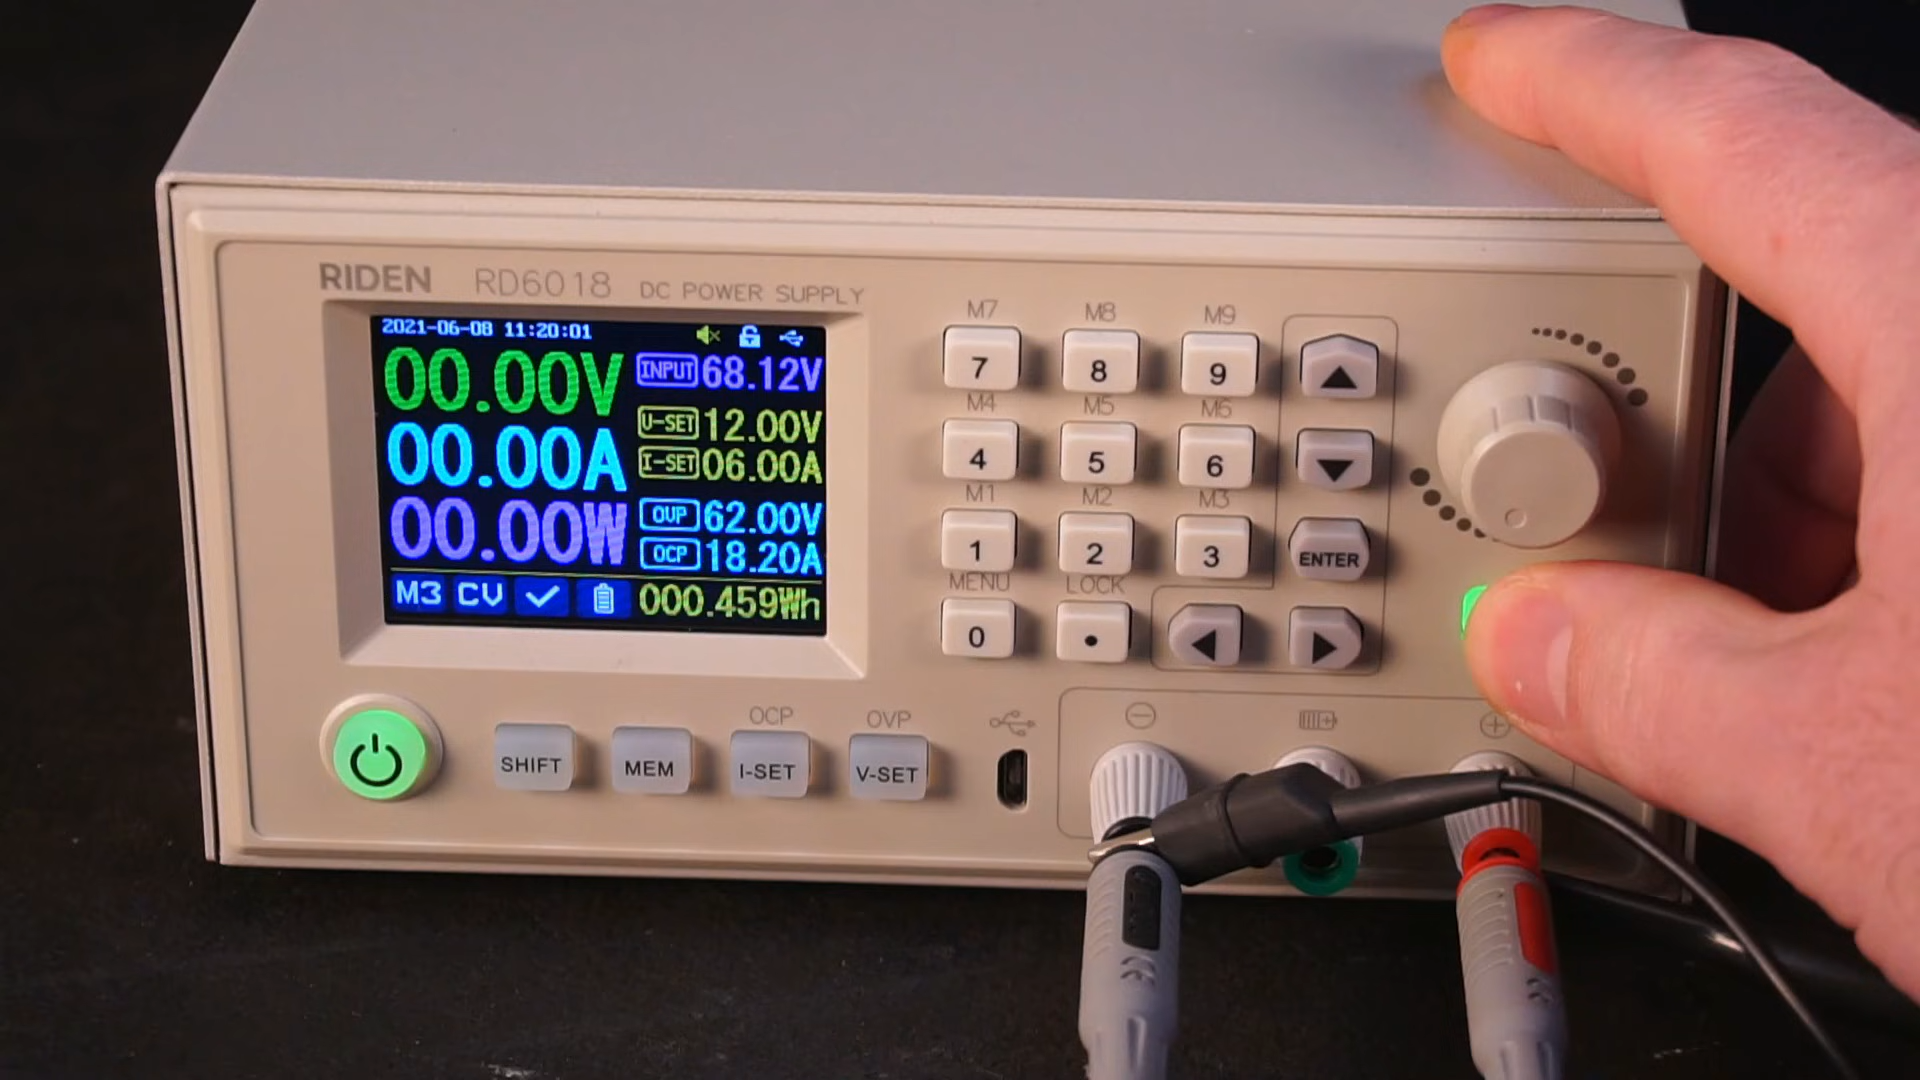 RIDEN RD6018 DC POWER SUPPLY
2021-06-08 11:20:01
00.00V
00.00A
00.00W
INPUT 68.12V
U-SET 12.00V
I-SET 06.00A
OVP 62.00V
OCP 18.20A
M3 CV 000.459Wh
M7 M8 M9
7 8 9
M4 M5 M6
4 5 6
M1 M2 M3
1 2 3 ENTER
MENU LOCK
0 .
OCP OVP
SHIFT MEM I-SET V-SET
CE
CE